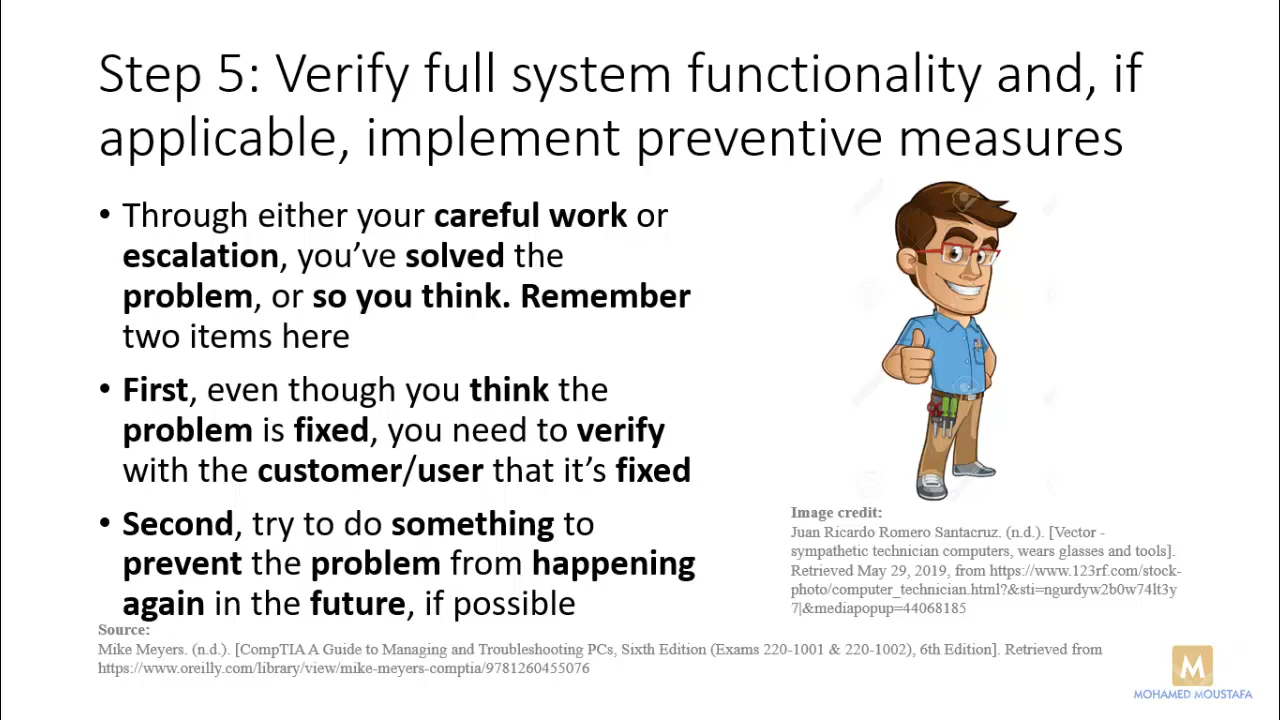 Step 5: Verify full system functionality and, if
applicable, implement preventive measures
• Through either your careful work or
escalation, you’ve solved the
problem, or so you think. Remember
two items here
• First, even though you think the
problem is fixed, you need to verify
with the customer/user that it’s fixed
• Second, try to do something to
prevent the problem from happening
again in the future, if possible
Image credit:
Juan Ricardo Romero Santacruz. (n.d.). [Vector -
sympathetic technician computers, wears glasses and tools].
Retrieved May 29, 2019, from https://www.123rf.com/stock-
photo/computer_technician.html?&sti=ngurdyw2b0w74lt3y
7|&mediapopup=44068185
Source:
Mike Meyers. (n.d.). [CompTIA A Guide to Managing and Troubleshooting PCs, Sixth Edition (Exams 220-1001 & 220-1002), 6th Edition]. Retrieved from
https://www.oreilly.com/library/view/mike-meyers-comptia/9781260455076
M
MOHAMED MOUSTAFA